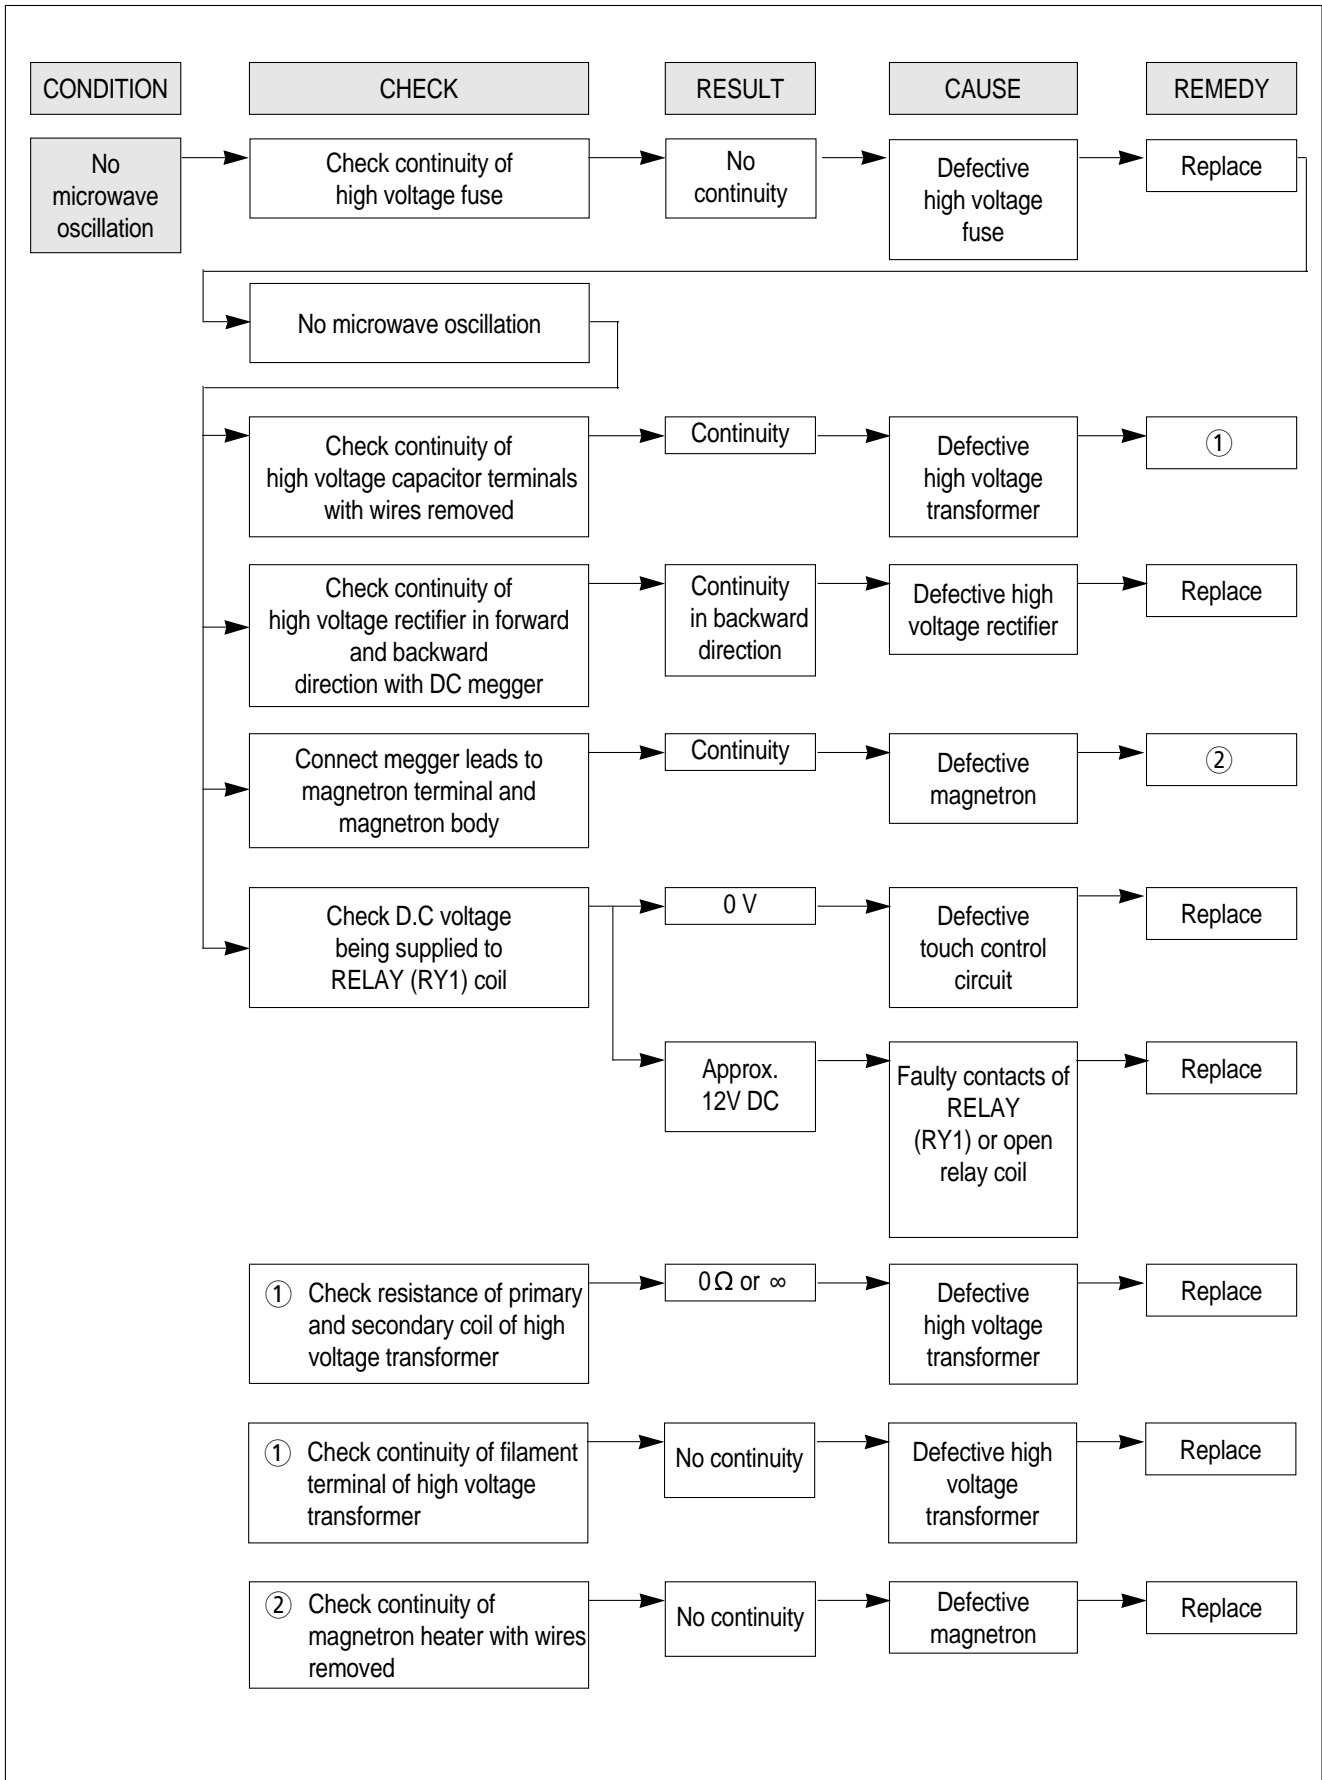 CONDITION
CHECK
RESULT
CAUSE
REMEDY
No
microwave
oscillation
Check continuity of
high voltage fuse
No
continuity
Defective
high voltage
fuse
Replace
No microwave oscillation
Check continuity of
high voltage capacitor terminals
with wires removed
Continuity
Defective
high voltage
transformer
①
Check continuity of
high voltage rectifier in forward
and backward
direction with DC megger
Continuity
in backward
direction
Defective high
voltage rectifier
Replace
Connect megger leads to
magnetron terminal and
magnetron body
Continuity
Defective
magnetron
②
Check D.C voltage
being supplied to
RELAY (RY1) coil
0 V
Defective
touch control
circuit
Replace
Approx.
12V DC
Faulty contacts of
RELAY
(RY1) or open
relay coil
Replace
① Check resistance of primary
and secondary coil of high
voltage transformer
0Ω or ∞
Defective
high voltage
transformer
Replace
① Check continuity of filament
terminal of high voltage
transformer
No continuity
Defective high
voltage
transformer
Replace
② Check continuity of
magnetron heater with wires
removed
No continuity
Defective
magnetron
Replace